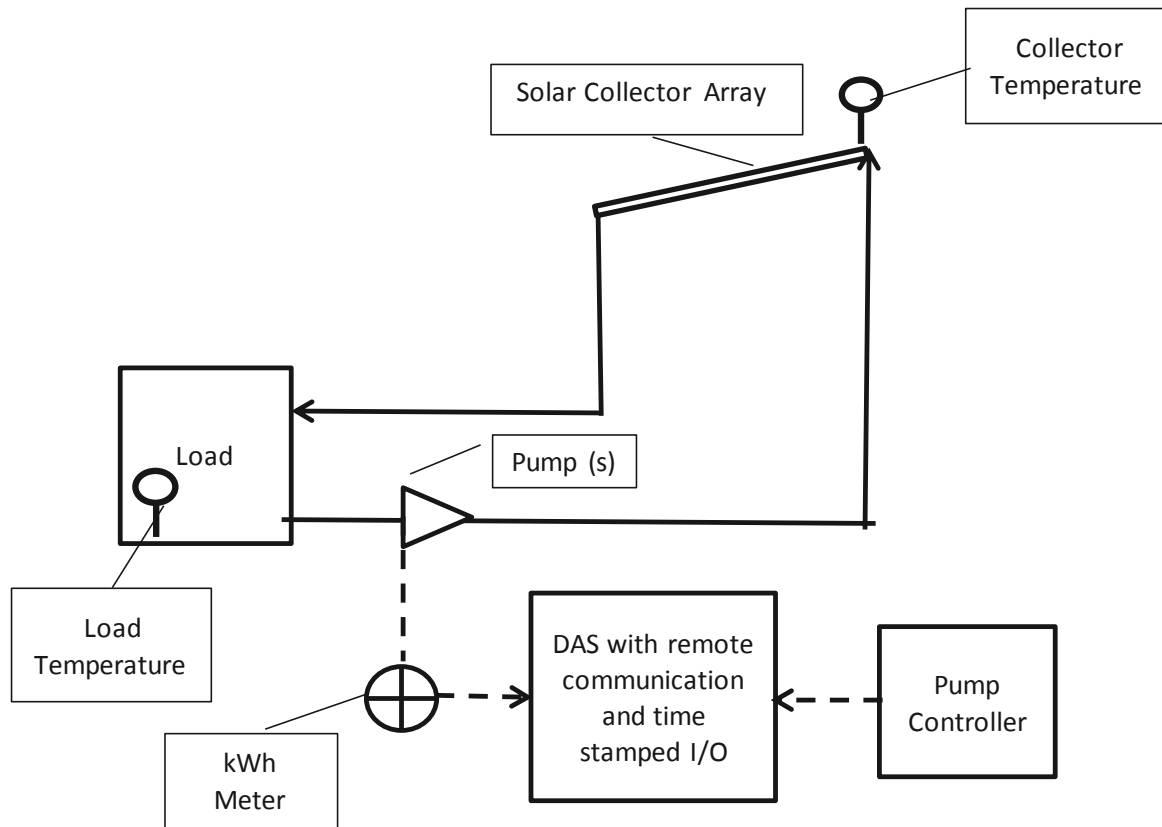 Collector
Temperature
Solar Collector Array
Load
Pump (s)
Load
Temperature
DAS with remote
communication
and time
stamped I/O
Pump
Controller
kWh
Meter